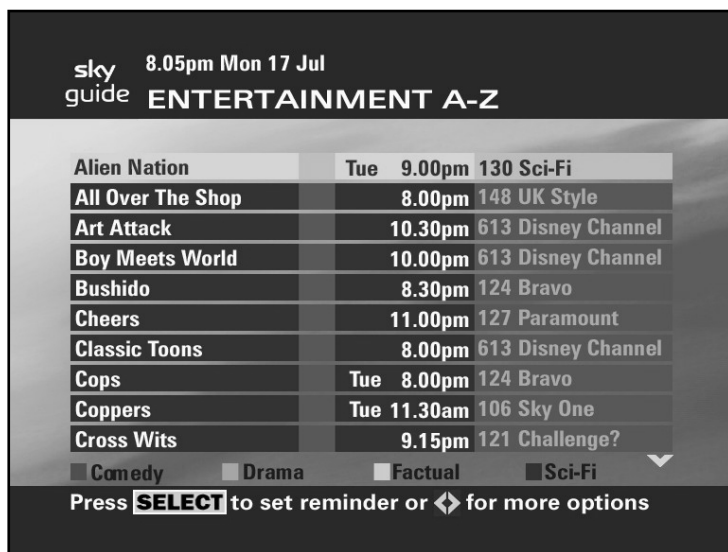 sky guide
8.05pm Mon 17 Jul
ENTERTAINMENT A-Z
Alien Nation Tue 9.00pm 130 Sci-Fi
All Over The Shop 8.00pm 148 UK Style
Art Attack 10.30pm 613 Disney Channel
Boy Meets World 10.00pm 613 Disney Channel
Bushido 8.30pm 124 Bravo
Cheers 11.00pm 127 Paramount
Classic Toons 8.00pm 613 Disney Channel
Cops Tue 8.00pm 124 Bravo
Coppers Tue 11.30am 106 Sky One
Cross Wits 9.15pm 121 Challenge?
Comedy Drama Factual Sci-Fi
Press SELECT to set reminder or for more options